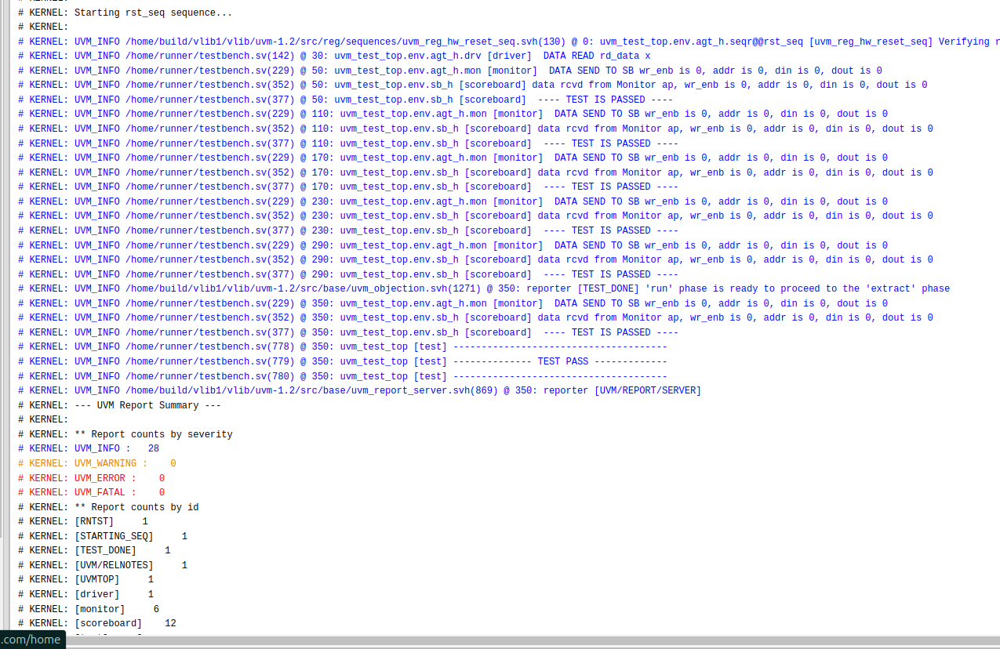 # KERNEL: Starting rst_seq sequence...
# KERNEL:
# KERNEL: UVM_INFO /home/build/vlib1/vlib/uvm-1.2/src/reg/sequences/uvm_reg_hw_reset_seq.svh(130) @ 0: uvm_test_top.env.agt_h.seqr@@rst_seq [uvm_reg_hw_reset_seq] Verifying r
# KERNEL: UVM_INFO /home/runner/testbench.sv(142) @ 30: uvm_test_top.env.agt_h.drv [driver]  DATA READ rd_data x
# KERNEL: UVM_INFO /home/runner/testbench.sv(229) @ 50: uvm_test_top.env.agt_h.mon [monitor]  DATA SEND TO SB wr_enb is 0, addr is 0, din is 0, dout is 0
# KERNEL: UVM_INFO /home/runner/testbench.sv(352) @ 50: uvm_test_top.env.sb_h [scoreboard] data rcvd from Monitor ap, wr_enb is 0, addr is 0, din is 0, dout is 0
# KERNEL: UVM_INFO /home/runner/testbench.sv(377) @ 50: uvm_test_top.env.sb_h [scoreboard]  ---- TEST IS PASSED ----
# KERNEL: UVM_INFO /home/runner/testbench.sv(229) @ 110: uvm_test_top.env.agt_h.mon [monitor]  DATA SEND TO SB wr_enb is 0, addr is 0, din is 0, dout is 0
# KERNEL: UVM_INFO /home/runner/testbench.sv(352) @ 110: uvm_test_top.env.sb_h [scoreboard] data rcvd from Monitor ap, wr_enb is 0, addr is 0, din is 0, dout is 0
# KERNEL: UVM_INFO /home/runner/testbench.sv(377) @ 110: uvm_test_top.env.sb_h [scoreboard]  ---- TEST IS PASSED ----
# KERNEL: UVM_INFO /home/runner/testbench.sv(229) @ 170: uvm_test_top.env.agt_h.mon [monitor]  DATA SEND TO SB wr_enb is 0, addr is 0, din is 0, dout is 0
# KERNEL: UVM_INFO /home/runner/testbench.sv(352) @ 170: uvm_test_top.env.sb_h [scoreboard] data rcvd from Monitor ap, wr_enb is 0, addr is 0, din is 0, dout is 0
# KERNEL: UVM_INFO /home/runner/testbench.sv(377) @ 170: uvm_test_top.env.sb_h [scoreboard]  ---- TEST IS PASSED ----
# KERNEL: UVM_INFO /home/runner/testbench.sv(229) @ 230: uvm_test_top.env.agt_h.mon [monitor]  DATA SEND TO SB wr_enb is 0, addr is 0, din is 0, dout is 0
# KERNEL: UVM_INFO /home/runner/testbench.sv(352) @ 230: uvm_test_top.env.sb_h [scoreboard] data rcvd from Monitor ap, wr_enb is 0, addr is 0, din is 0, dout is 0
# KERNEL: UVM_INFO /home/runner/testbench.sv(377) @ 230: uvm_test_top.env.sb_h [scoreboard]  ---- TEST IS PASSED ----
# KERNEL: UVM_INFO /home/runner/testbench.sv(229) @ 290: uvm_test_top.env.agt_h.mon [monitor]  DATA SEND TO SB wr_enb is 0, addr is 0, din is 0, dout is 0
# KERNEL: UVM_INFO /home/runner/testbench.sv(352) @ 290: uvm_test_top.env.sb_h [scoreboard] data rcvd from Monitor ap, wr_enb is 0, addr is 0, din is 0, dout is 0
# KERNEL: UVM_INFO /home/runner/testbench.sv(377) @ 290: uvm_test_top.env.sb_h [scoreboard]  ---- TEST IS PASSED ----
# KERNEL: UVM_INFO /home/build/vlib1/vlib/uvm-1.2/src/base/uvm_objection.svh(1271) @ 350: reporter [TEST_DONE] 'run' phase is ready to proceed to the 'extract' phase
# KERNEL: UVM_INFO /home/runner/testbench.sv(229) @ 350: uvm_test_top.env.agt_h.mon [monitor]  DATA SEND TO SB wr_enb is 0, addr is 0, din is 0, dout is 0
# KERNEL: UVM_INFO /home/runner/testbench.sv(352) @ 350: uvm_test_top.env.sb_h [scoreboard] data rcvd from Monitor ap, wr_enb is 0, addr is 0, din is 0, dout is 0
# KERNEL: UVM_INFO /home/runner/testbench.sv(377) @ 350: uvm_test_top.env.sb_h [scoreboard]  ---- TEST IS PASSED ----
# KERNEL: UVM_INFO /home/runner/testbench.sv(778) @ 350: uvm_test_top [test] --------------------------------------
# KERNEL: UVM_INFO /home/runner/testbench.sv(779) @ 350: uvm_test_top [test] -------------- TEST PASS -------------
# KERNEL: UVM_INFO /home/runner/testbench.sv(780) @ 350: uvm_test_top [test] --------------------------------------
# KERNEL: UVM_INFO /home/build/vlib1/vlib/uvm-1.2/src/base/uvm_report_server.svh(869) @ 350: reporter [UVM/REPORT/SERVER]
# KERNEL: --- UVM Report Summary ---
# KERNEL:
# KERNEL: ** Report counts by severity
# KERNEL: UVM_INFO :   28
# KERNEL: UVM_WARNING :    0
# KERNEL: UVM_ERROR :    0
# KERNEL: UVM_FATAL :    0
# KERNEL: ** Report counts by id
# KERNEL: [RNTST]     1
# KERNEL: [STARTING_SEQ]     1
# KERNEL: [TEST_DONE]     1
# KERNEL: [UVM/RELNOTES]     1
# KERNEL: [UVMTOP]     1
# KERNEL: [driver]     1
# KERNEL: [monitor]     6
# KERNEL: [scoreboard]    12
.com/home